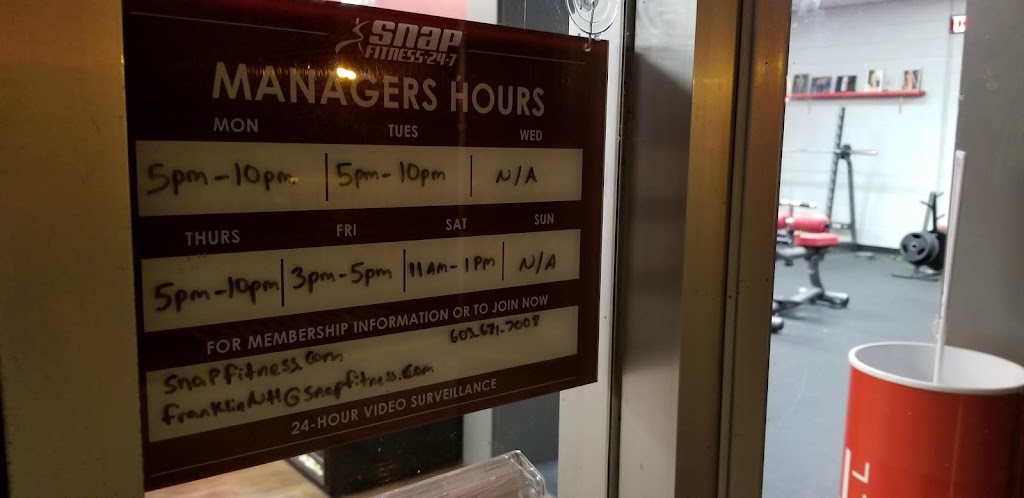 snap
FITNESS-24-7
MANAGERS HOURS
MON TUES WED
5pm-10pm 5pm-10pm N/A
THURS FRI SAT SUN
5pm-10pm 3pm-5pm 11AM-1PM N/A
FOR MEMBERSHIP INFORMATION OR TO JOIN NOW
snapfitness.com 603-671-7008
franklinNH@snapfitness.com
24-HOUR VIDEO SURVEILLANCE